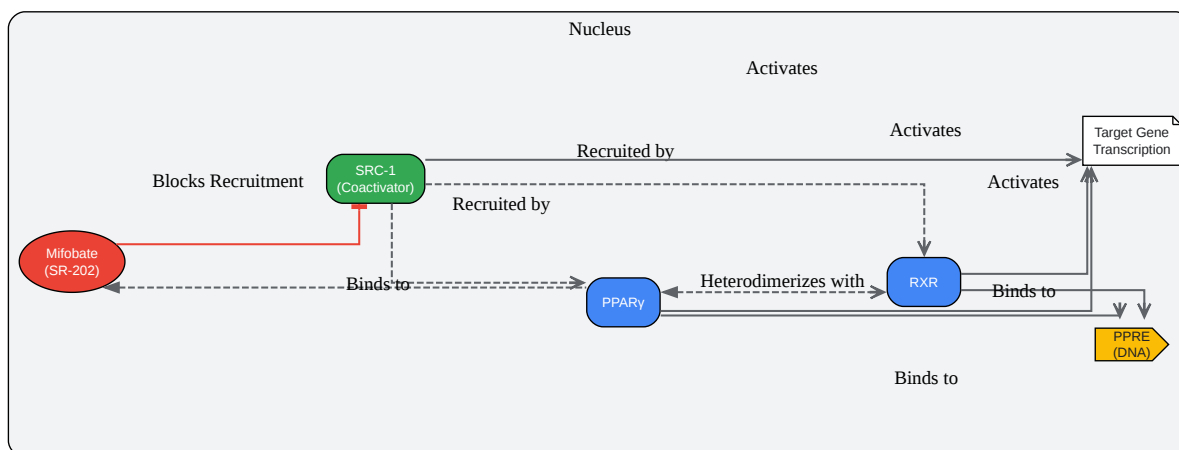 Nucleus
Activates
Activates
Target Gene
Transcription
Recruited by
SRC-1
(Coactivator)
Blocks Recruitment
Activates
Recruited by
Mifobate
(SR-202)
Binds to
Heterodimerizes with
RXR
Binds to
PPARγ
PPRE
(DNA)
Binds to